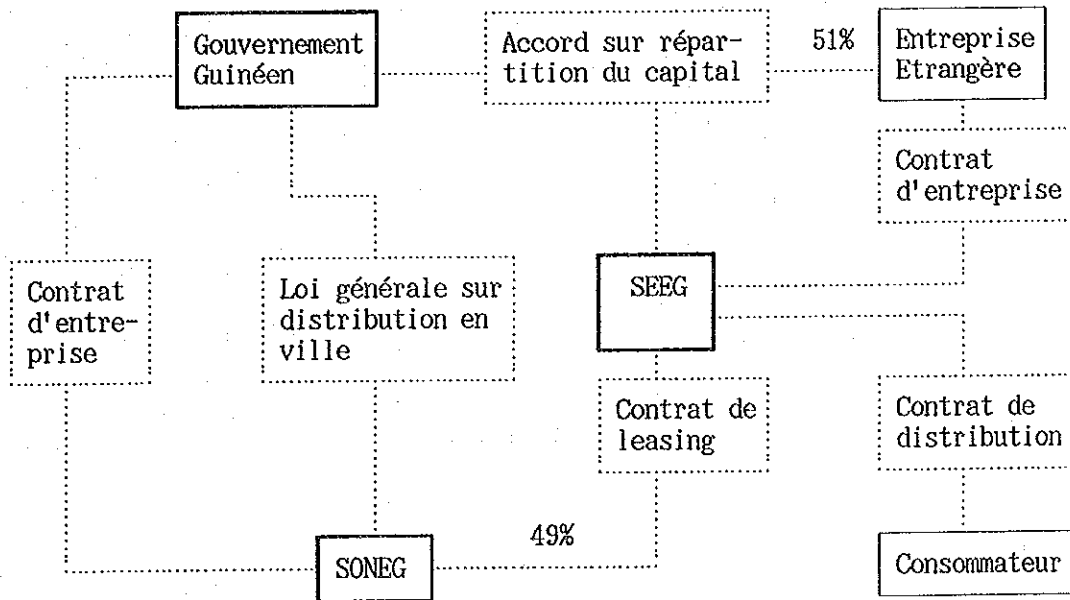 Gouvernement
Guinéen
Accord sur répar-
tition du capital
51%
Entreprise
Etrangère
Contrat
d'entreprise
Contrat
d'entre-
prise
Loi générale sur
distribution en
ville
SEEG
Contrat de
leasing
Contrat de
distribution
49%
SONEG
Consommateur